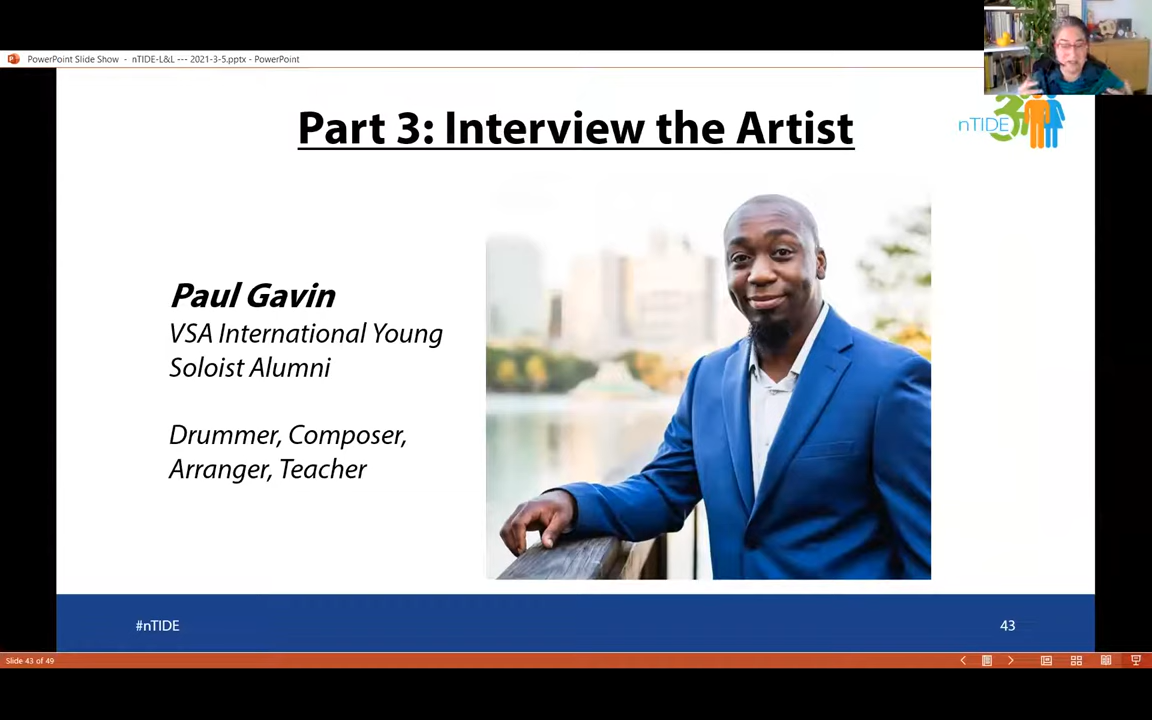 PowerPoint Slide Show - nTIDE-L&L --- 2021-3-5.pptx - PowerPoint
Part 3: Interview the Artist
nTIDE
Paul Gavin
VSA International Young
Soloist Alumni
Drummer, Composer,
Arranger, Teacher
#nTIDE
43
Slide 43 of 49